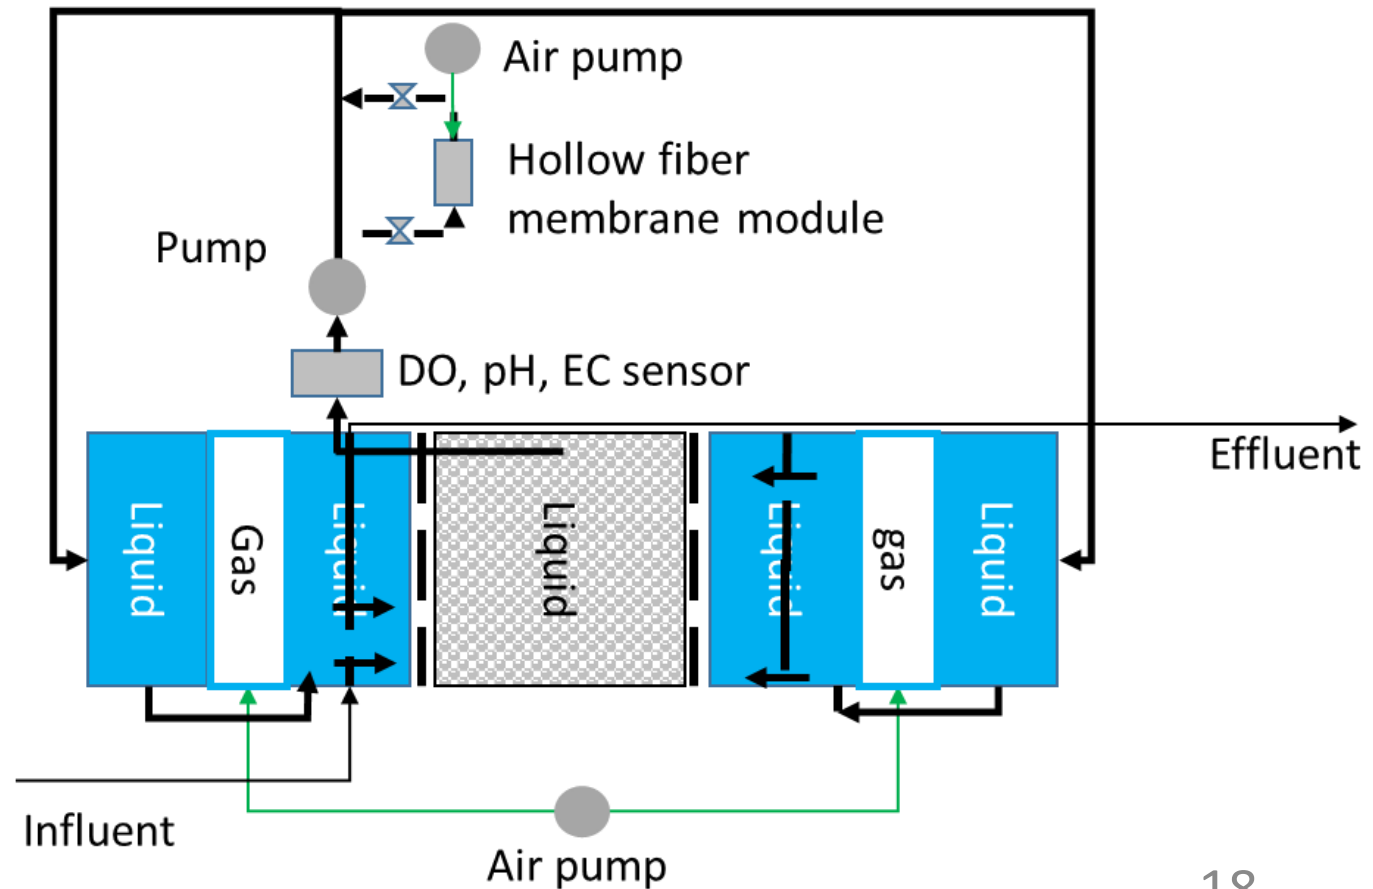 Air pump
Hollow fiber
membrane module
Pump
DO, pH, EC sensor
Effluent
Liquid
Gas
Liquid
Liquid
Liquid
gas
Liquid
Influent
Air pump
18